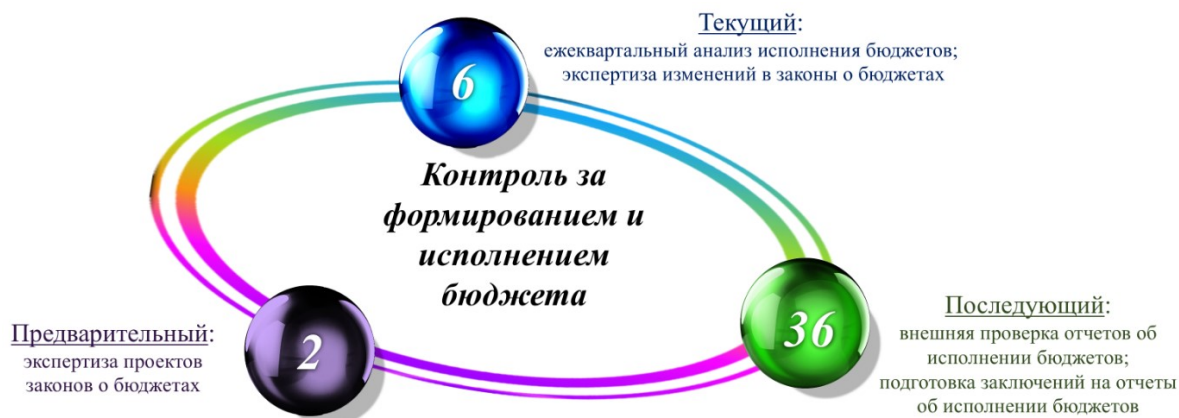 Текущий:
ежеквартальный анализ исполнения бюджетов;
экспертиза изменений в законы о бюджетах
6
Контроль за
формированием и
исполнением
бюджета
Предварительный:
экспертиза проектов
законов о бюджетах
2
36
Последующий:
внешняя проверка отчетов об
исполнении бюджетов;
подготовка заключений на отчеты
об исполнении бюджетов